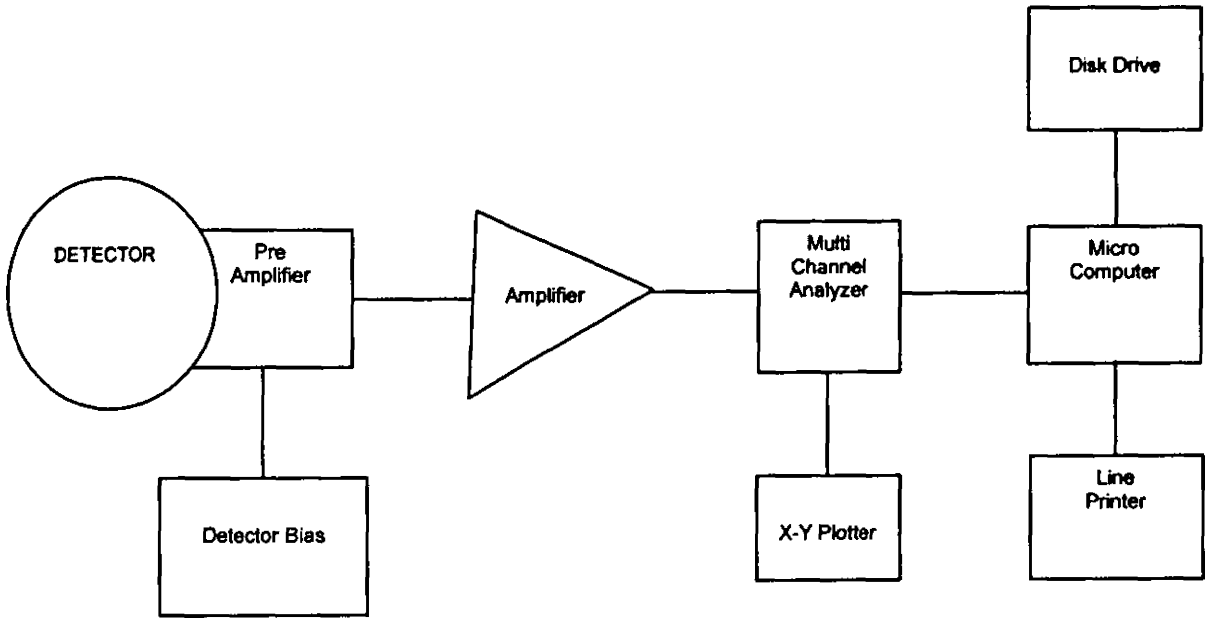 Disk Drive
DETECTOR
Pre
Amplifier
Amplifier
Multi
Channel
Analyzer
Micro
Computer
Detector Bias
X-Y Plotter
Line
Printer